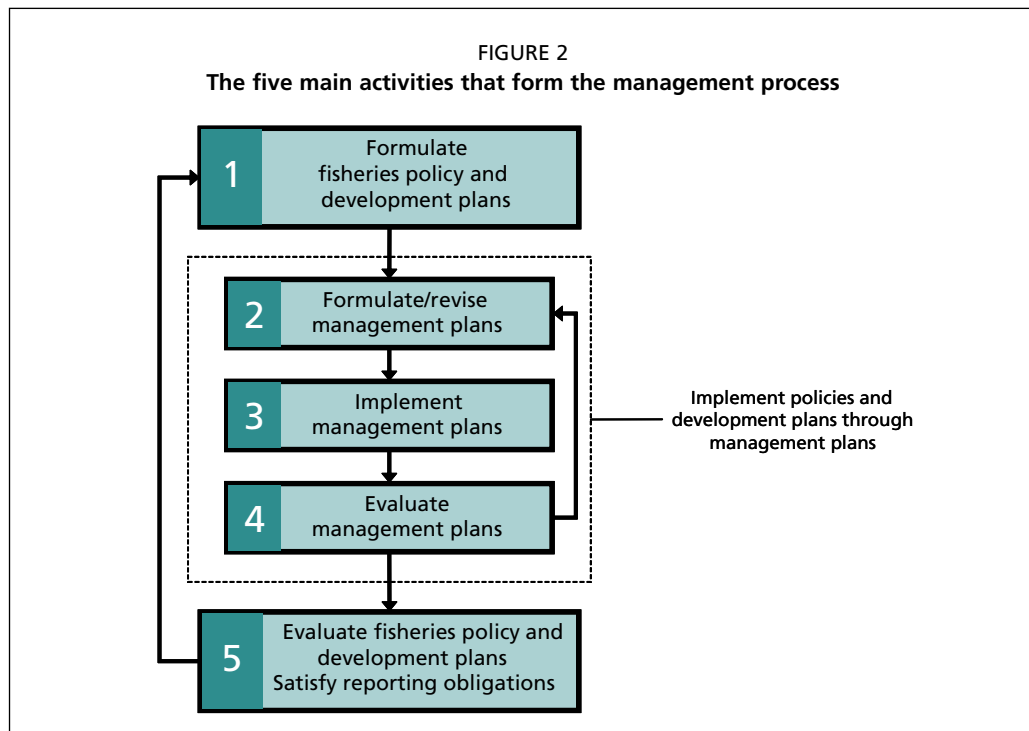 FIGURE 2
The five main activities that form the management process
1
Formulate
fisheries policy and
development plans
2
Formulate/revise
management plans
3
Implement
management plans
Implement policies and
development plans through
management plans
4
Evaluate
management plans
5
Evaluate fisheries policy and
development plans
Satisfy reporting obligations